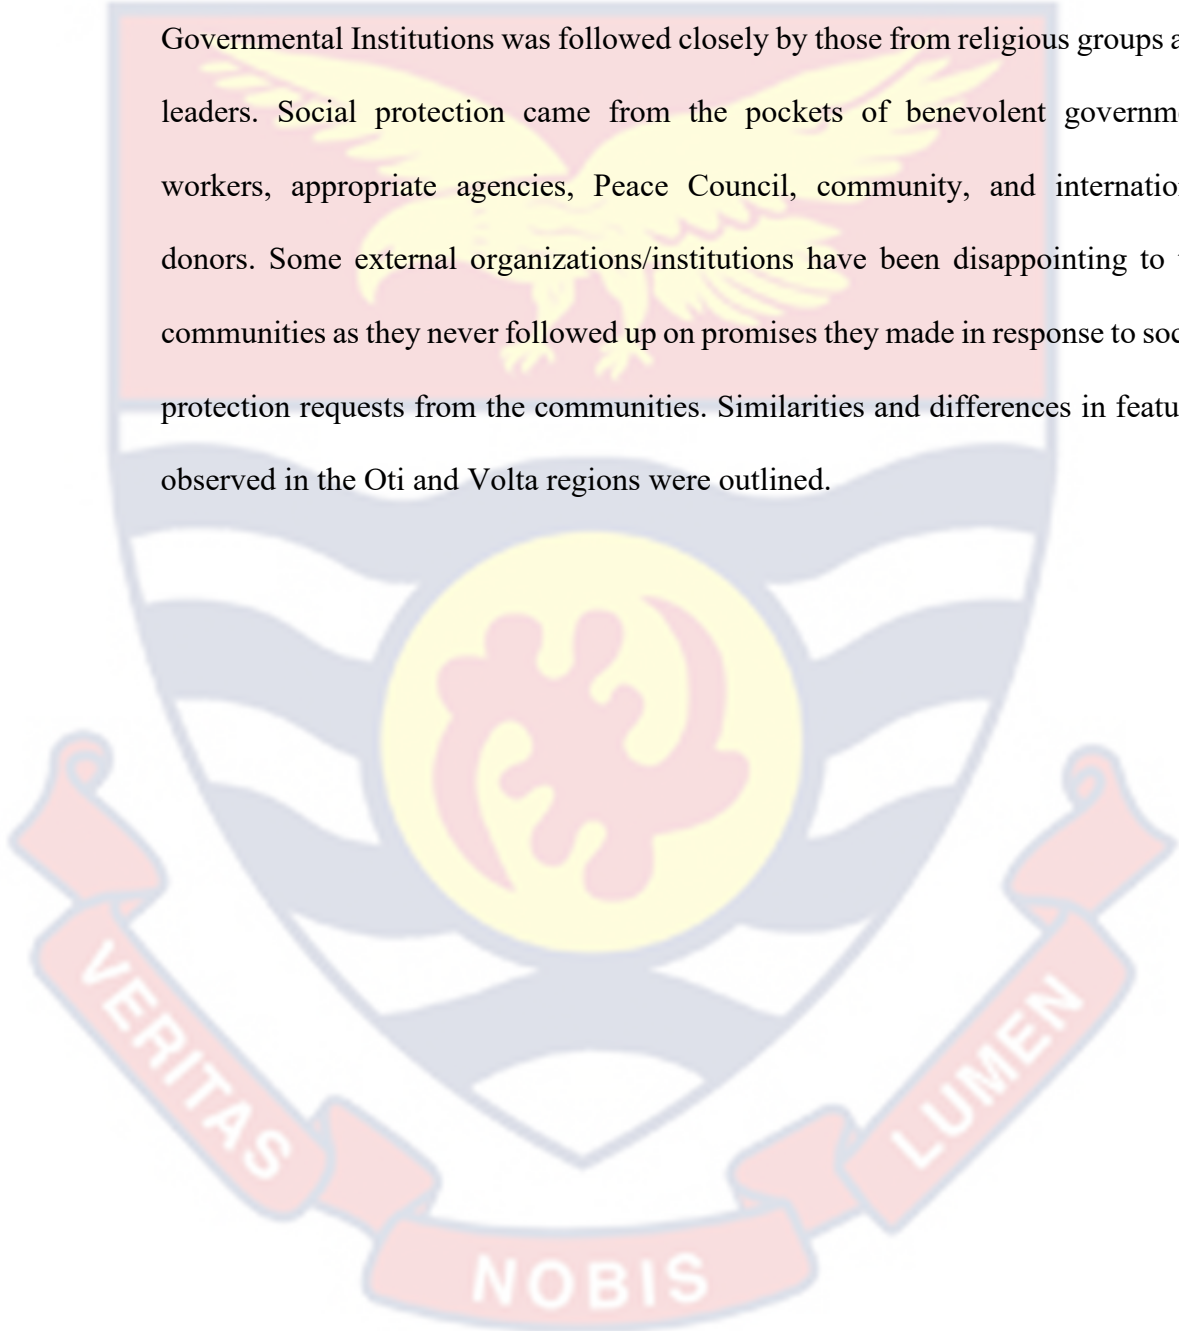 Governmental Institutions was followed closely by those from religious groups a
leaders. Social protection came from the pockets of benevolent governm
workers, appropriate agencies, Peace Council, community, and internation
donors. Some external organizations/institutions have been disappointing to
communities as they never followed up on promises they made in response to soc
protection requests from the communities. Similarities and differences in featu
observed in the Oti and Volta regions were outlined.
VERITAS
NOBIS
LUMEN